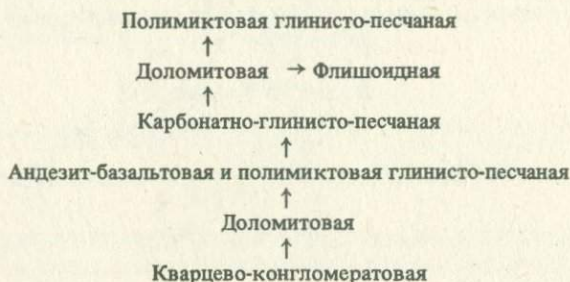 Полимиктовая глинисто-песчаная
↑
Доломитовая → Флишоидная
↑
Карбонатно-глинисто-песчаная
↑
Андезит-базальтовая и полимиктовая глинисто-песчаная
↑
Доломитовая
↑
Кварцево-конгломератовая